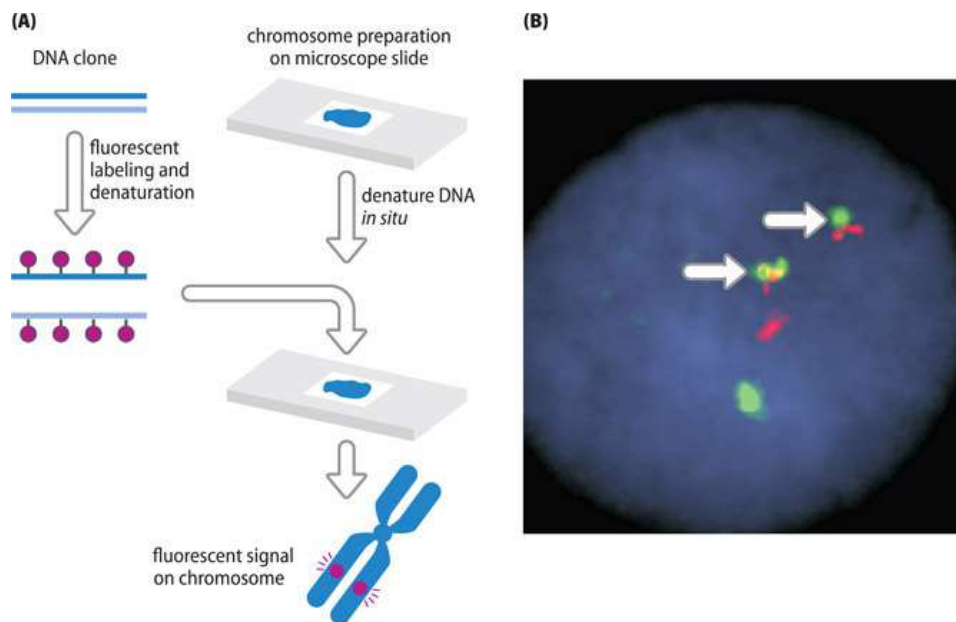 (A)
DNA clone
fluorescent
labeling and
denaturation
chromosome preparation
on microscope slide
denature DNA
in situ
fluorescent signal
on chromosome
(B)